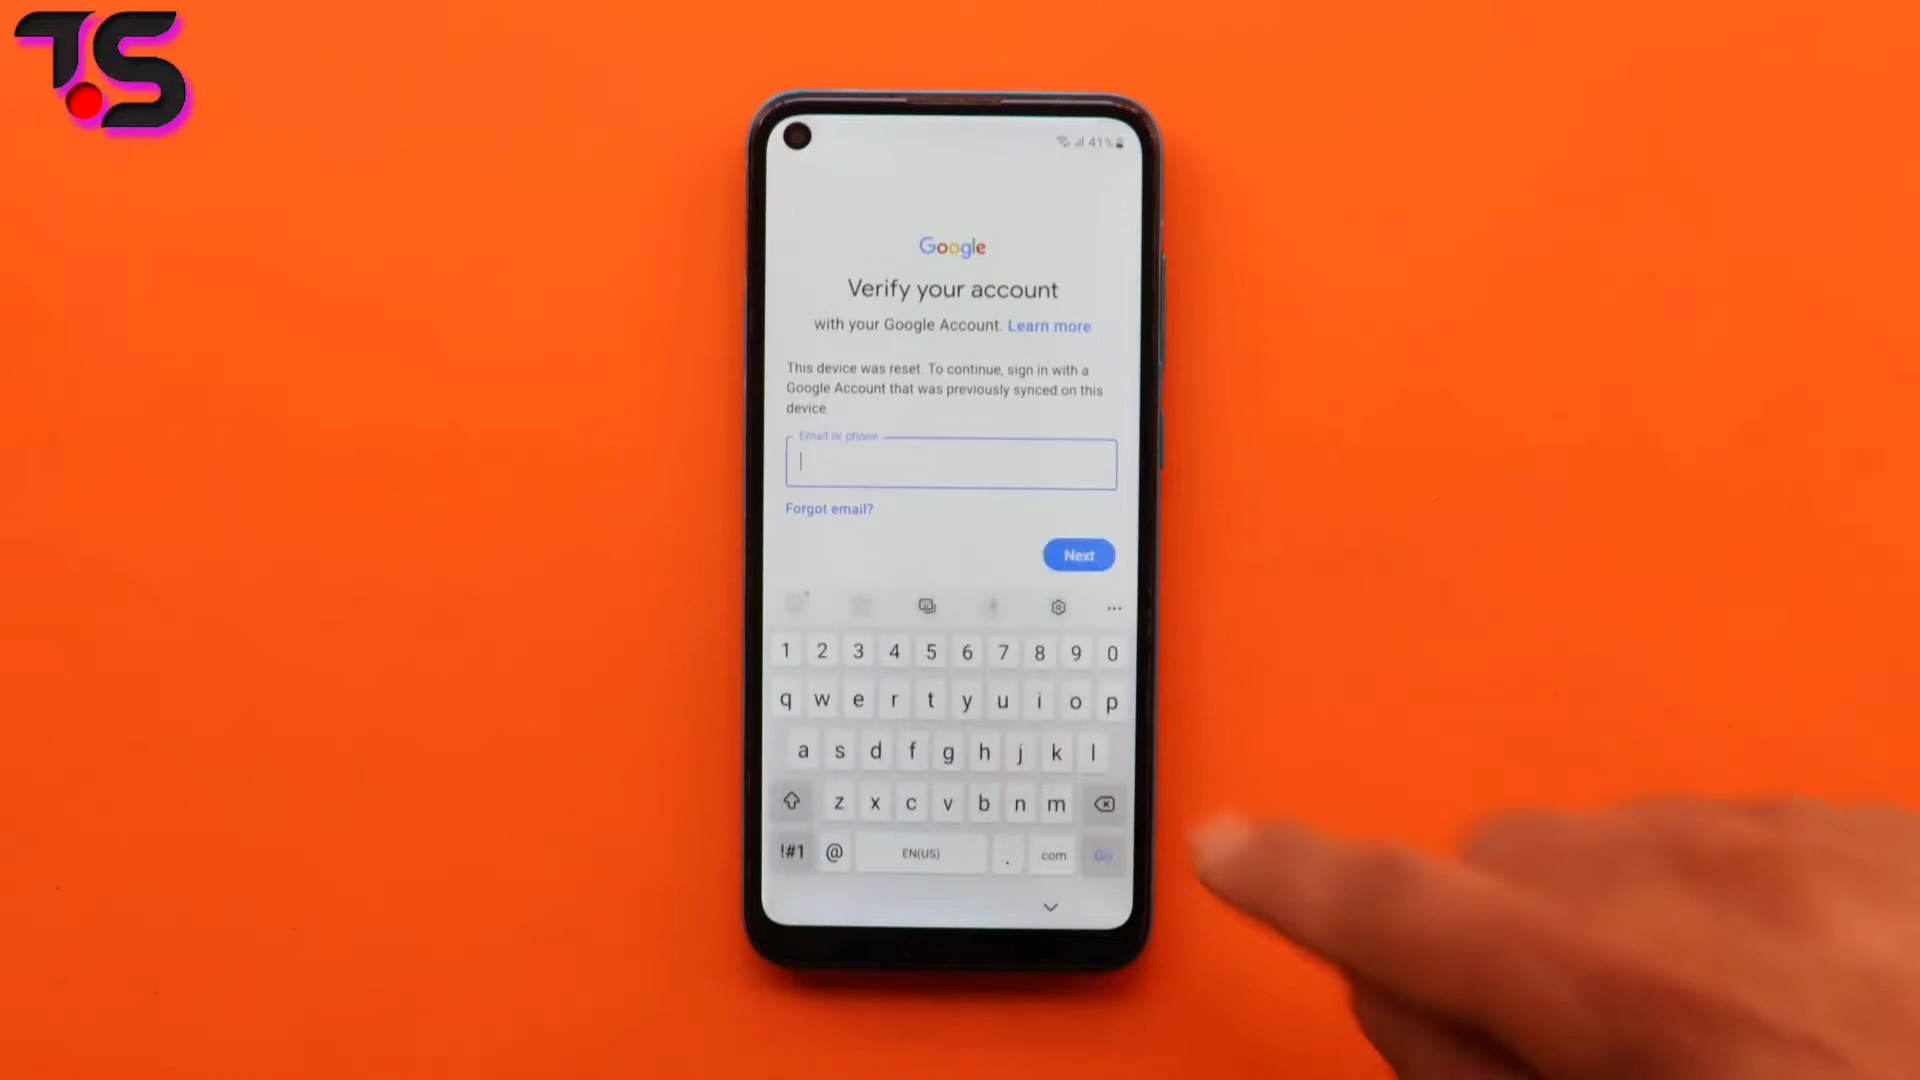 T.S
41%
Google
Verify your account
with your Google Account. Learn more
This device was reset. To continue, sign in with a
Google Account that was previously synced on this
device.
Email or phone
Forgot email?
Next
1 2 3 4 5 6 7 8 9 0
q w e r t y u i o p
a s d f g h j k l
z x c v b n m
!#1 @ EN(US) . com Go